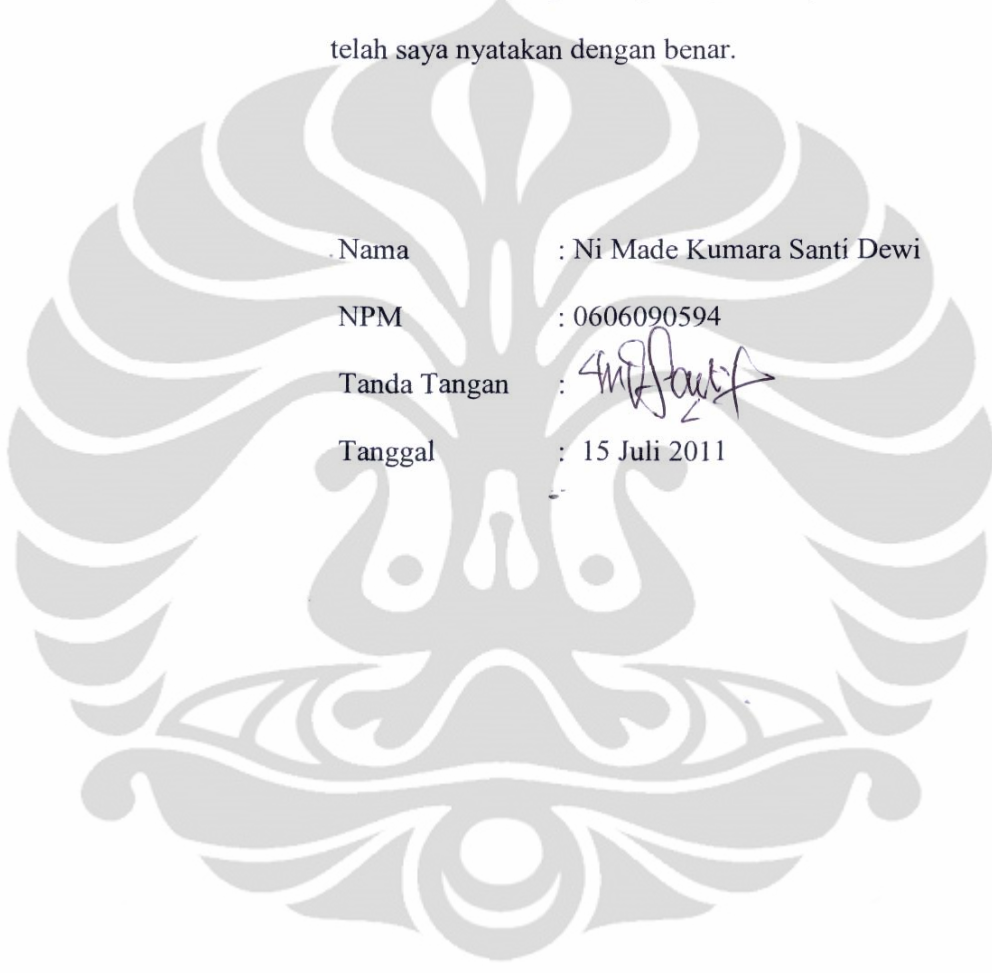 telah saya nyatakan dengan benar.
Nama : Ni Made Kumara Santi Dewi
NPM : 0606090594
Tanda Tangan :
Tanggal : 15 Juli 2011